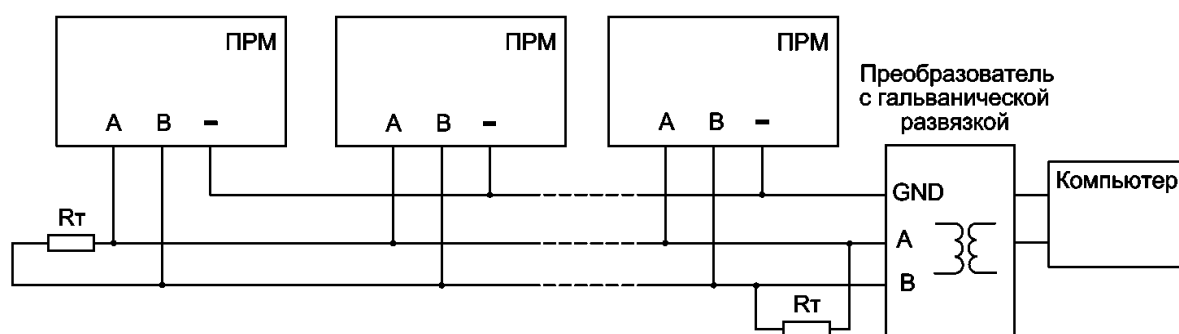 ПРМ
ПРМ
ПРМ
Преобразователь
с гальванической
развязкой
A B –
A B –
A B –
GND
Компьютер
Rт
A
B
Rт